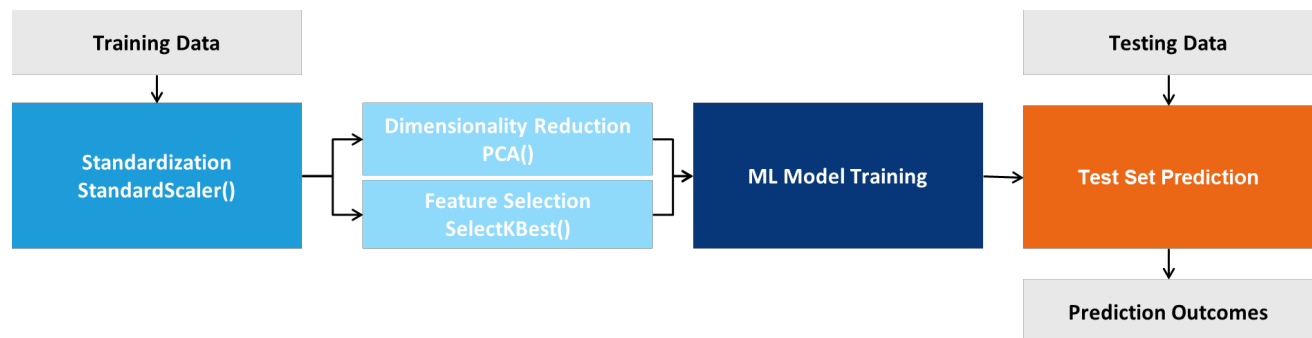 Training Data
Testing Data
Standardization
StandardScaler()
Dimensionality Reduction
PCA()
Feature Selection
SelectKBest()
ML Model Training
Test Set Prediction
Prediction Outcomes